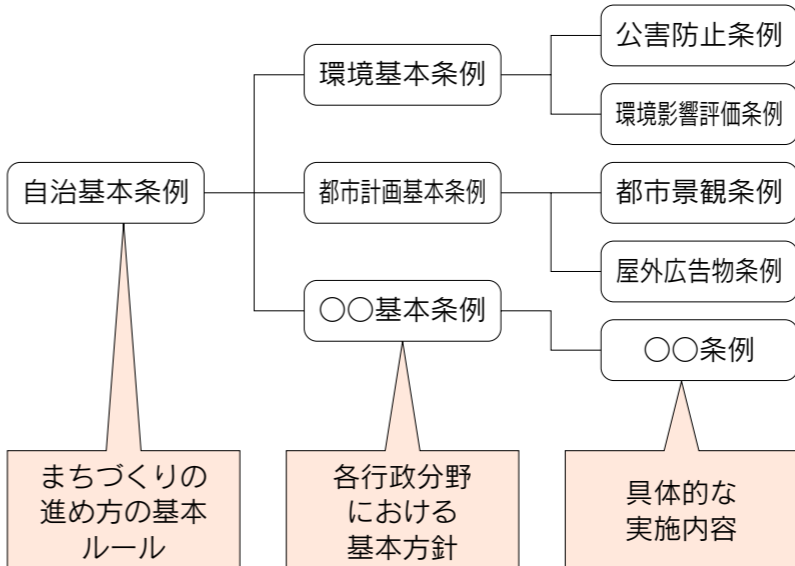 公害防止条例
環境基本条例
環境影響評価条例
自治基本条例
都市計画基本条例
都市景観条例
屋外広告物条例
○○基本条例
○○条例
まちづくりの
進め方の基本
ルール
各行政分野
における
基本方針
具体的な
実施内容